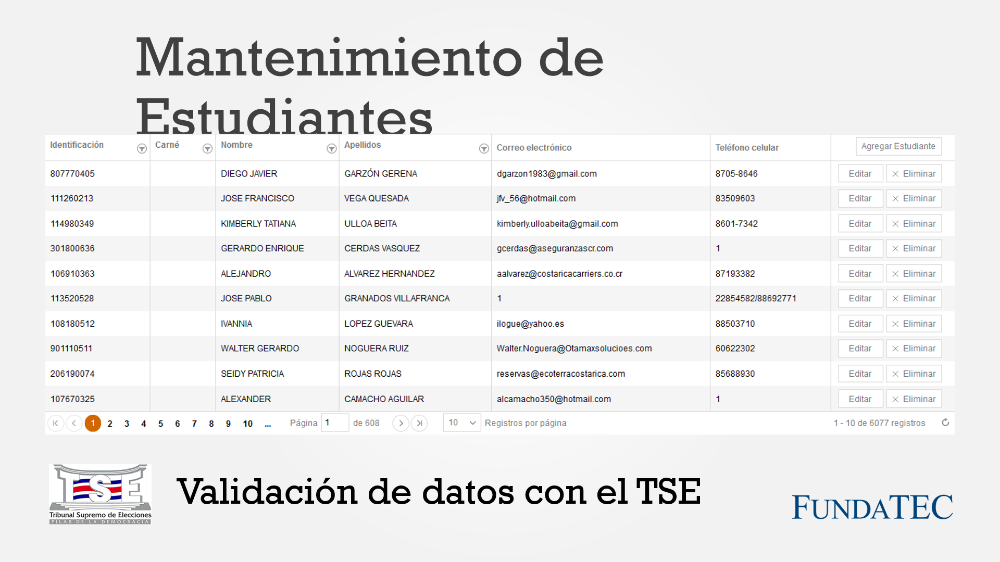 Mantenimiento de
Estudiantes
Identificación Carné Nombre Apellidos Correo electrónico Teléfono celular Agregar Estudiante
807770405 DIEGO JAVIER GARZÓN GERENA dgarzon1983@gmail.com 8705-8646 Editar Eliminar
111260213 JOSE FRANCISCO VEGA QUESADA jfv_56@hotmail.com 83509603 Editar Eliminar
114980349 KIMBERLY TATIANA ULLOA BEITA kimberly.ulloabeita@gmail.com 8601-7342 Editar Eliminar
301800636 GERARDO ENRIQUE CERDAS VASQUEZ gcerdas@aseguranzascr.com 1 Editar Eliminar
106910363 ALEJANDRO ALVAREZ HERNANDEZ aalvarez@costaricacarriers.co.cr 87193382 Editar Eliminar
113520528 JOSE PABLO GRANADOS VILLAFRANCA 1 22854582/88692771 Editar Eliminar
108180512 IVANNIA LOPEZ GUEVARA ilogue@yahoo.es 88503710 Editar Eliminar
901110511 WALTER GERARDO NOGUERA RUIZ Walter.Noguera@Otamaxsolucioes.com 60622302 Editar Eliminar
206190074 SEIDY PATRICIA ROJAS ROJAS reservas@ecoterracostarica.com 85688930 Editar Eliminar
107670325 ALEXANDER CAMACHO AGUILAR alcamacho350@hotmail.com 1 Editar Eliminar
1 2 3 4 5 6 7 8 9 10 ... Página 1 de 608 10 Registros por página 1 - 10 de 6077 registros
TSE
Tribunal Supremo de Elecciones
PILAR DE LA DEMOCRACIA
Validación de datos con el TSE
FUNDATEC